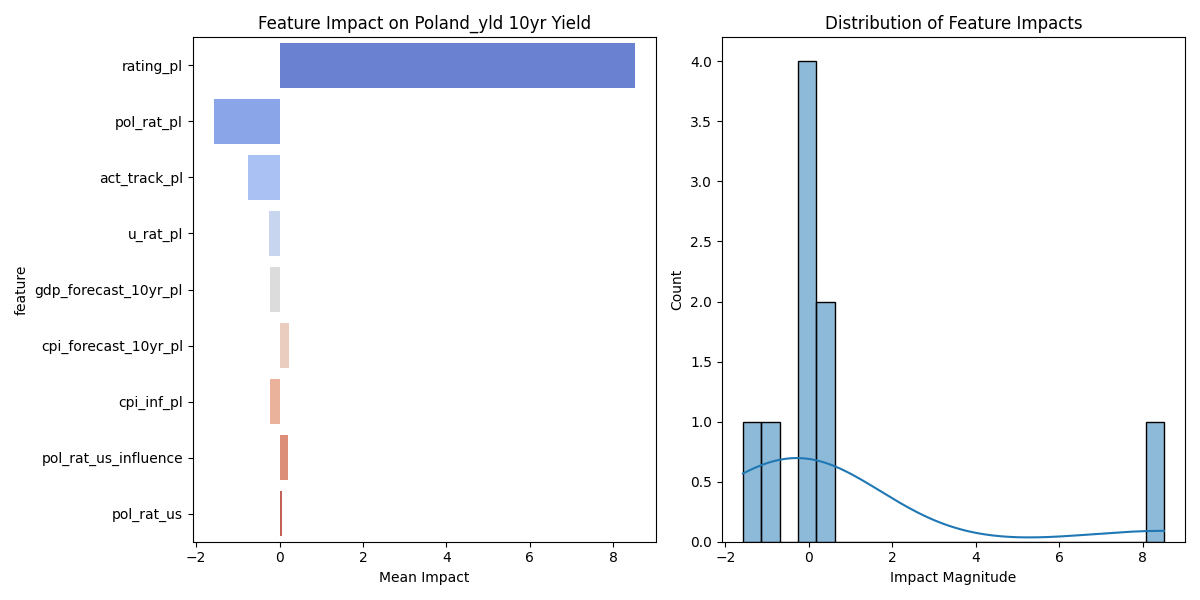 Feature Impact on Poland_yld 10yr Yield
feature
rating_pl
pol_rat_pl
act_track_pl
u_rat_pl
gdp_forecast_10yr_pl
cpi_forecast_10yr_pl
cpi_inf_pl
pol_rat_us_influence
pol_rat_us
−2 0 2 4 6 8
Mean Impact
Distribution of Feature Impacts
Count
4.0
3.5
3.0
2.5
2.0
1.5
1.0
0.5
0.0
−2 0 2 4 6 8
Impact Magnitude